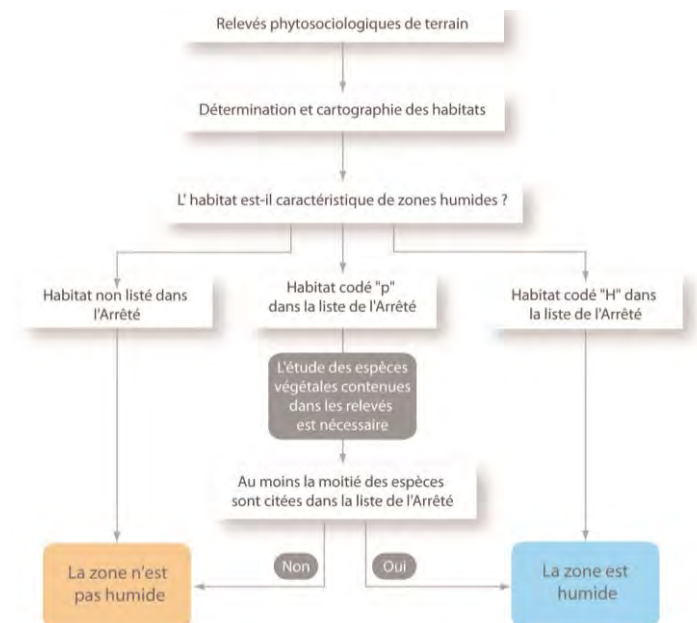 Relevés phytosociologiques de terrain
Détermination et cartographie des habitats
L' habitat est-il caractéristique de zones humides ?
Habitat non listé dans
l'Arrêté
Habitat codé "p"
dans la liste de l'Arrêté
Habitat codé "H" dans
la liste de l'Arrêté
L'étude des espèces
végétales contenues
dans les relevés
est nécessaire
Au moins la moitié des espèces
sont citées dans la liste de l'Arrêté
Non
Oui
La zone n'est
pas humide
La zone est
humide